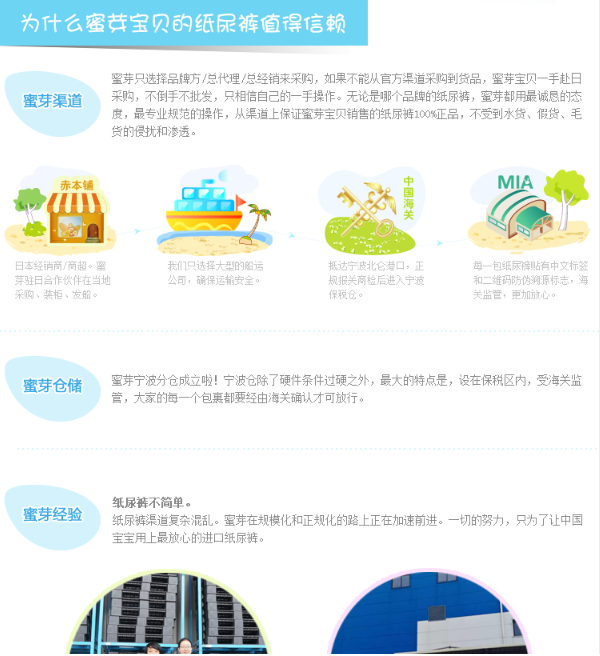 为什么蜜芽宝贝的纸尿裤值得信赖
蜜芽渠道
蜜芽只选择品牌方/总代理/总经销来采购，如果不能从官方渠道采购到货品，蜜芽宝贝一手赴日
采购，不倒手不批发，只相信自己的一手操作。无论是哪个品牌的纸尿裤，蜜芽都用最诚恳的态
度，最专业规范的操作，从渠道上保证蜜芽宝贝销售的纸尿裤100%正品，不受到水货、假货、毛
货的侵扰和渗透。
赤本铺
中国海关
MIA
日本经销商/商超。蜜
芽驻日合作伙伴在当地
采购、装柜、发船。
我们只选择大型的船运
公司，确保运输安全。
抵达宁波北仑港口，正
规报关商检后进入宁波
保税仓。
每一包纸尿裤贴有中文标签
和二维码防伪溯源标志，海
关监管，更加放心。
蜜芽仓储
蜜芽宁波分仓成立啦！宁波仓除了硬件条件过硬之外，最大的特点是，设在保税区内，受海关监
管，大家的每一个包裹都要经由海关确认才可放行。
蜜芽经验
纸尿裤不简单。
纸尿裤渠道复杂混乱。蜜芽在规模化和正规化的路上正在加速前进。一切的努力，只为了让中国
宝宝用上最放心的进口纸尿裤。